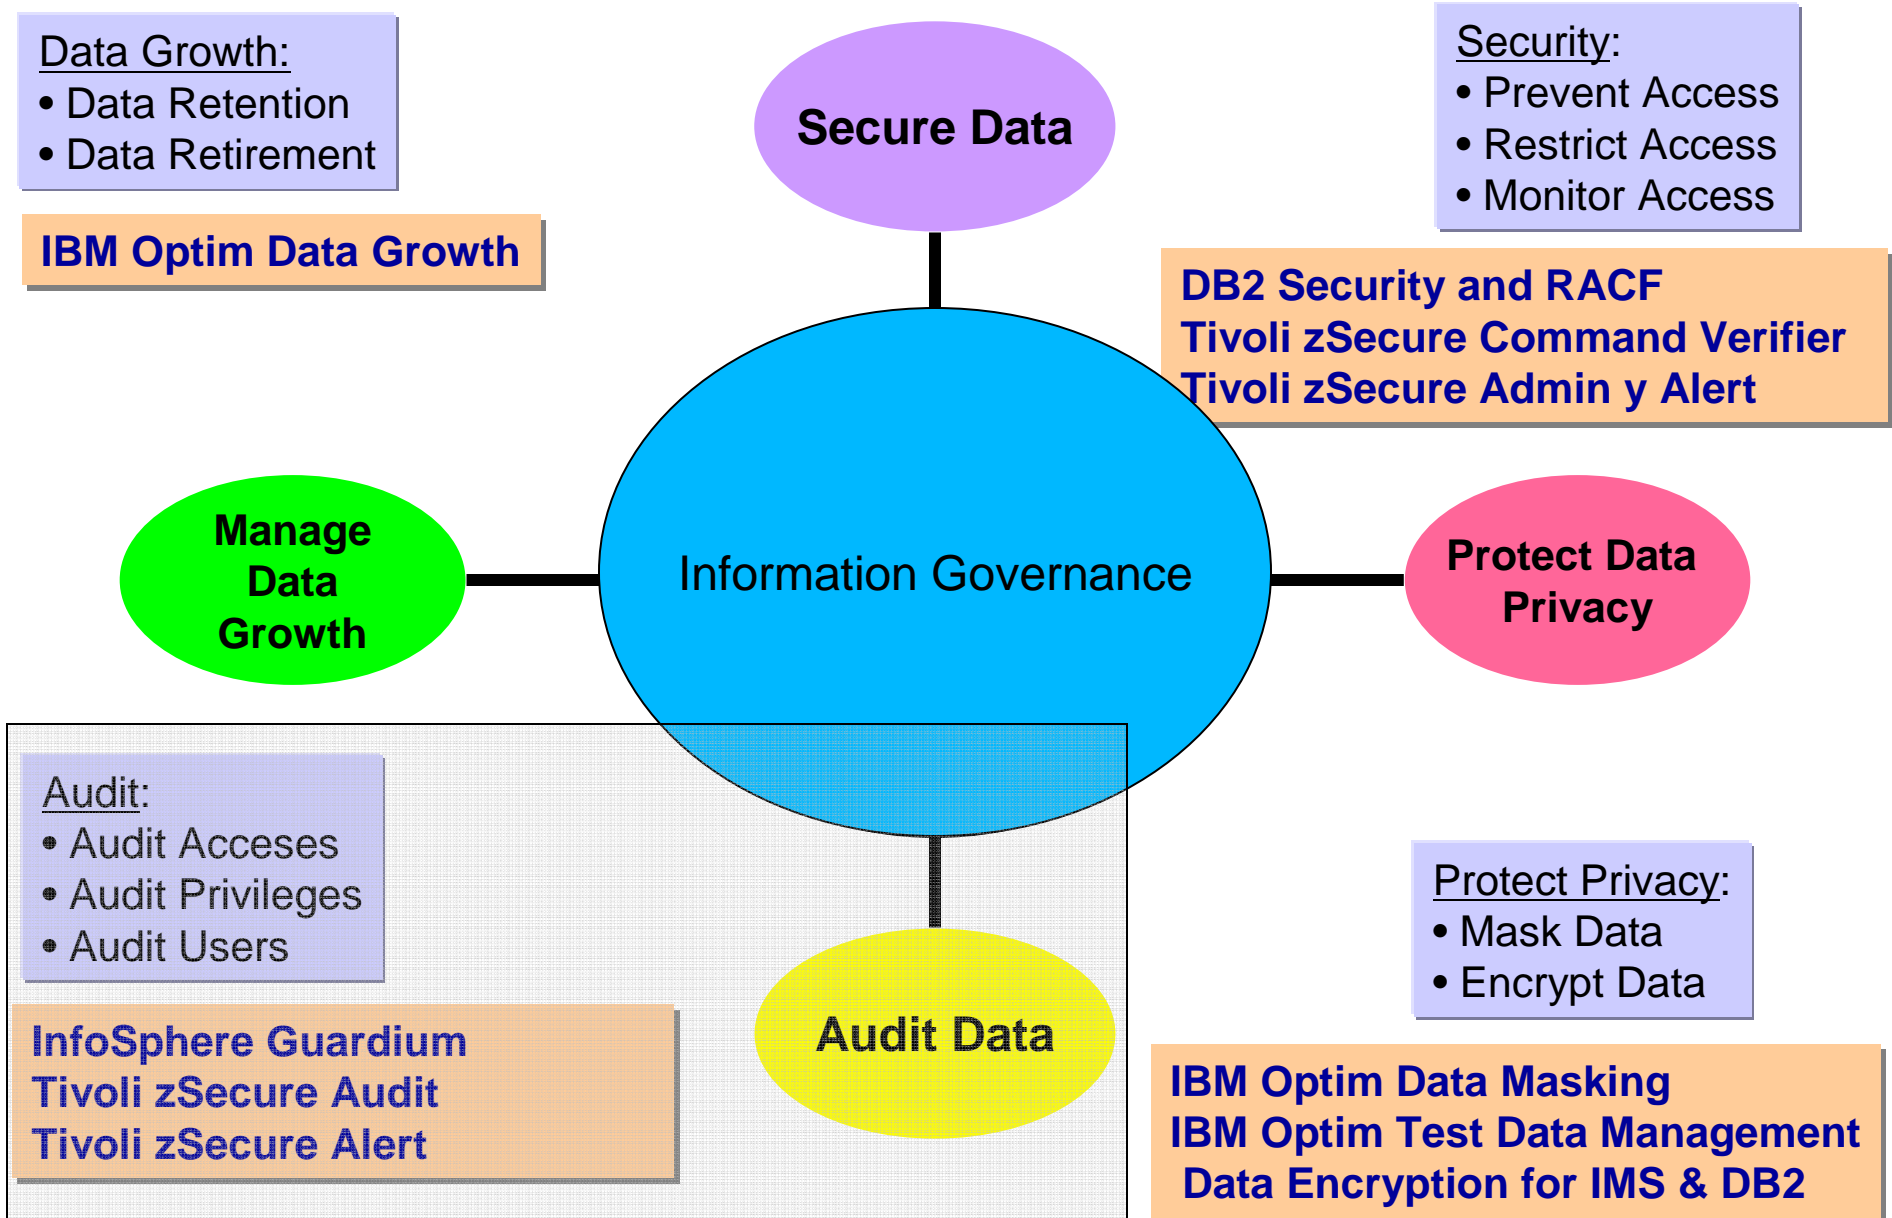 Data Growth:
• Data Retention
• Data Retirement
IBM Optim Data Growth
Secure Data
Security:
• Prevent Access
• Restrict Access
• Monitor Access
DB2 Security and RACF
Tivoli zSecure Command Verifier
Tivoli zSecure Admin y Alert
Manage
Data
Growth
Information Governance
Protect Data
Privacy
Audit:
• Audit Acceses
• Audit Privileges
• Audit Users
InfoSphere Guardium
Tivoli zSecure Audit
Tivoli zSecure Alert
Audit Data
Protect Privacy:
• Mask Data
• Encrypt Data
IBM Optim Data Masking
IBM Optim Test Data Management
Data Encryption for IMS & DB2